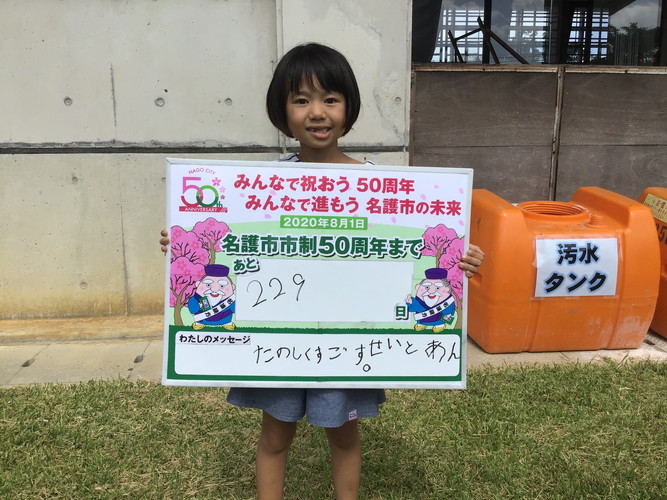 NAGO CITY
50th
ANNIVERSARY
みんなで祝おう 50周年
みんなで進もう 名護市の未来
2020年8月1日
名護市市制50周年まで
あと
229
日
わたしのメッセージ
たのしくすごす。せいとあん
汚水
タンク